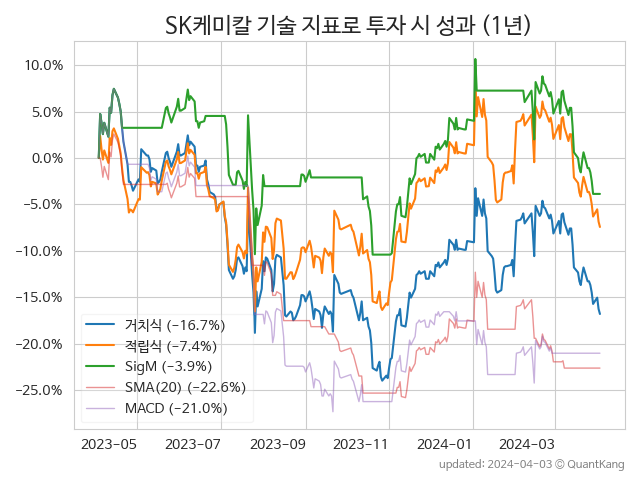 SK케미칼 기술 지표로 투자 시 성과 (1년)
10.0%
5.0%
0.0%
−5.0%
−10.0%
−15.0%
−20.0%
−25.0%
거치식 (−16.7%)
적립식 (−7.4%)
SigM (−3.9%)
SMA(20) (−22.6%)
MACD (−21.0%)
2023-05 2023-07 2023-09 2023-11 2024-01 2024-03
updated: 2024-04-03 © QuantKang